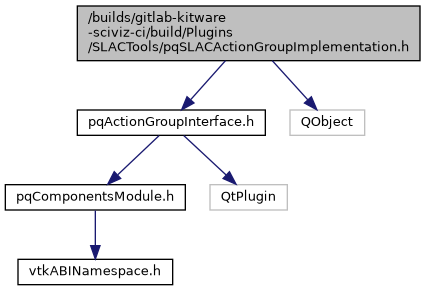 /builds/gitlab-kitware
-sciviz-ci/build/Plugins
/SLACTools/pqSLACActionGroupImplementation.h
pqActionGroupInterface.h
QObject
pqComponentsModule.h
QtPlugin
vtkABINamespace.h